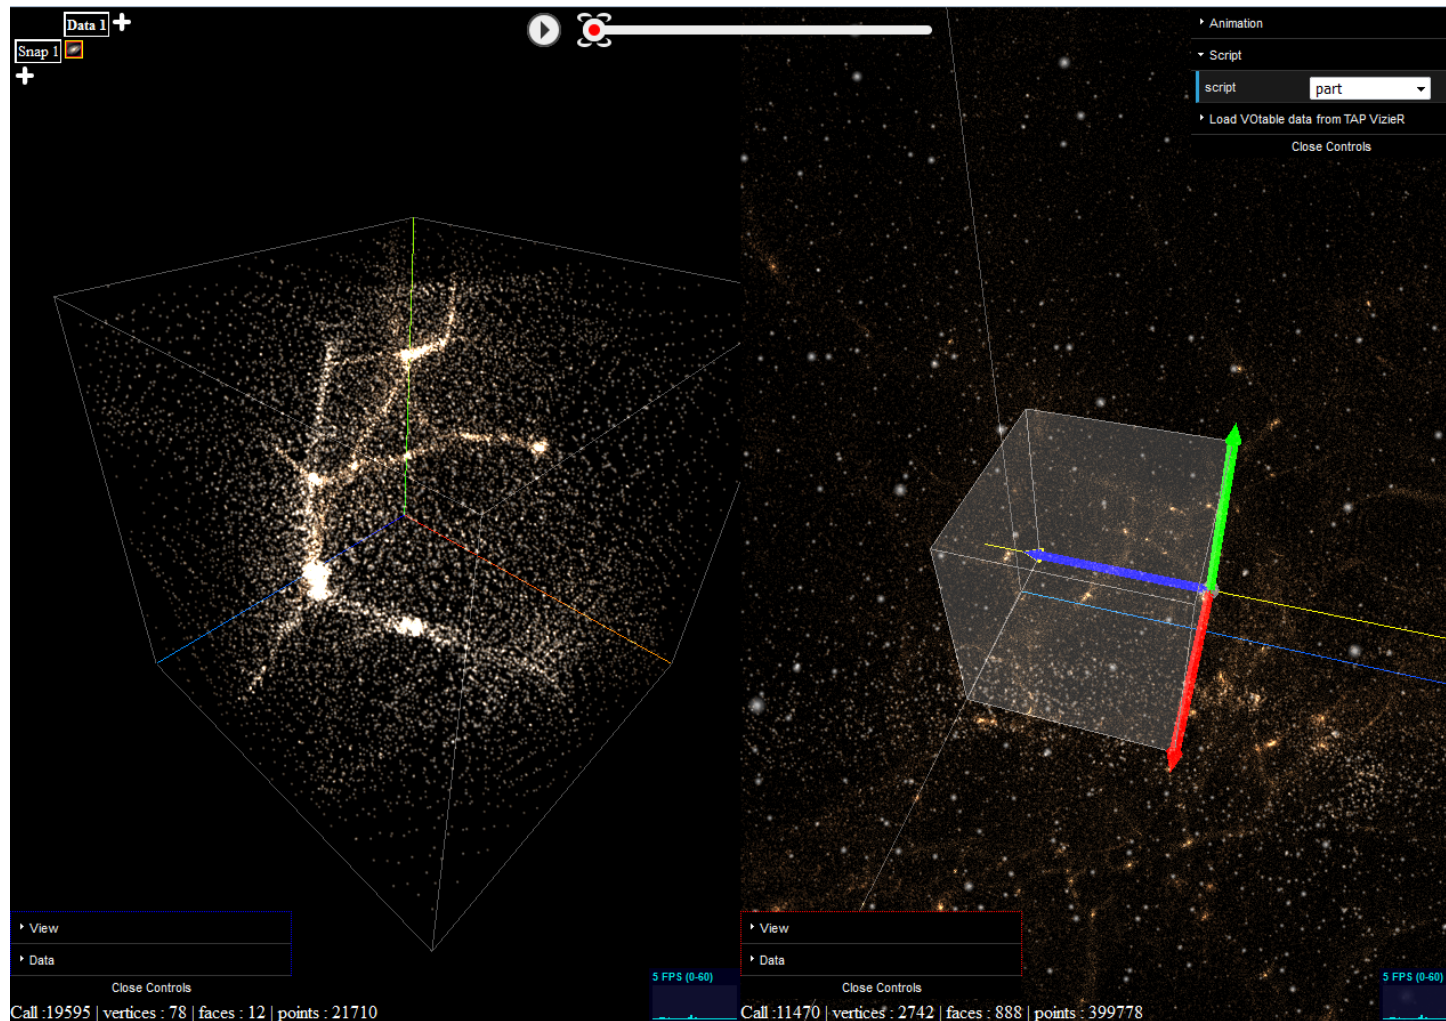 Data 1
Snap 1
Animation
Script
script part
Load VOtable data from TAP VizieR
Close Controls
View
Data
Close Controls
5 FPS (0-60)
Call :19595 | vertices : 78 | faces : 12 | points : 21710
View
Data
Close Controls
5 FPS (0-60)
Call :11470 | vertices : 2742 | faces : 888 | points : 399778